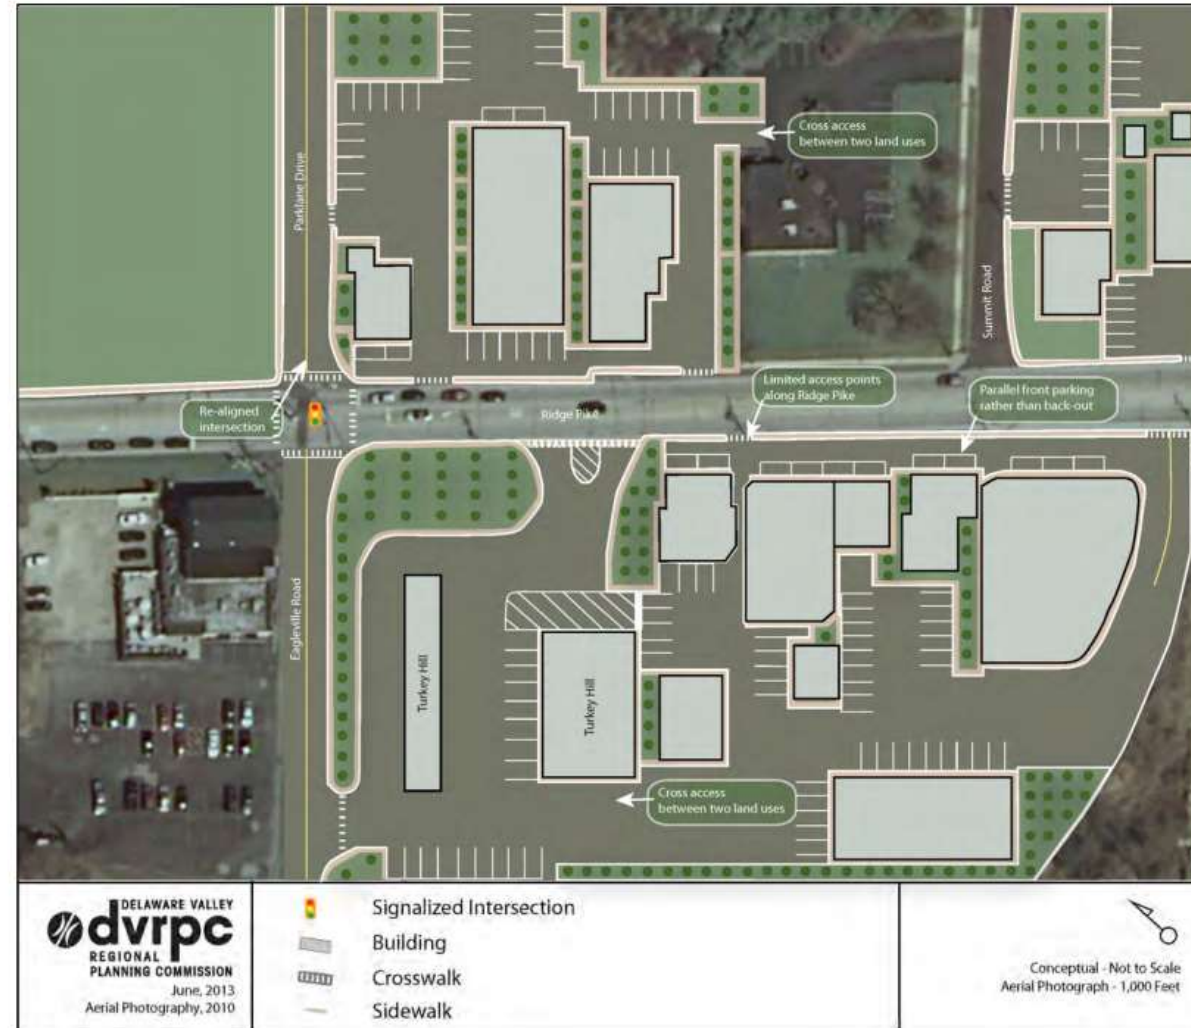 Parklane Drive
Cross access
between two land uses
Summit Road
Re-aligned
intersection
Ridge Pike
Limited access points
along Ridge Pike
Parallel front parking
rather than back-out
Eagleville Road
Turkey Hill
Turkey Hill
Cross access
between two land uses
DELAWARE VALLEY
dvrpc
REGIONAL
PLANNING COMMISSION
June, 2013
Aerial Photography, 2010
Signalized Intersection
Building
Crosswalk
Sidewalk
Conceptual - Not to Scale
Aerial Photograph - 1,000 Feet